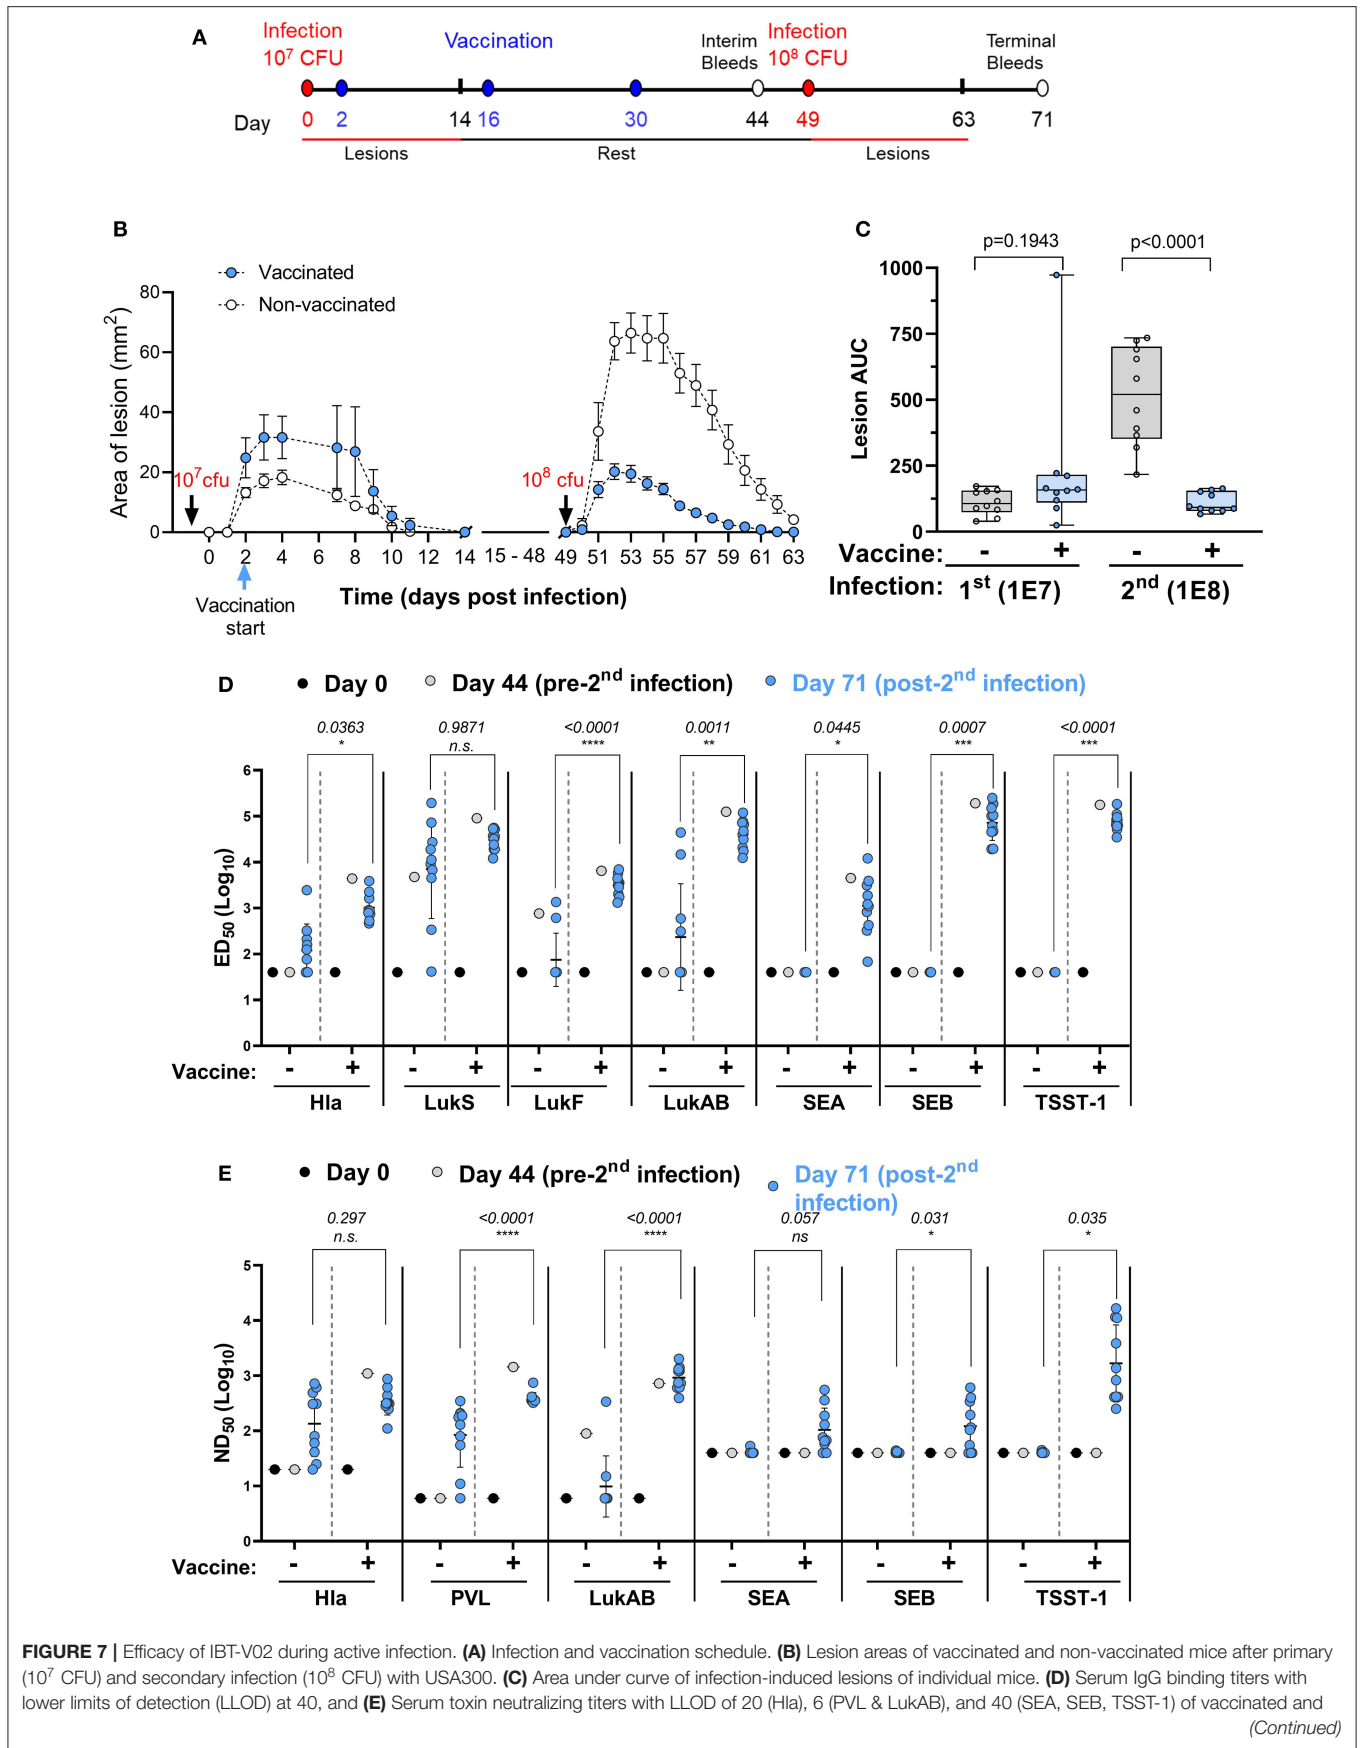 A
Infection
10⁷ CFU
Vaccination
Interim
Bleeds
Infection
10⁸ CFU
Terminal
Bleeds
Day 0 2 14 16 30 44 49 63 71
Lesions Rest Lesions
B
Vaccinated
Non-vaccinated
Area of lesion (mm²)
80
60
40
20
0
10⁷ cfu
10⁸ cfu
0 2 4 6 8 10 12 14 15 - 48 49 51 53 55 57 59 61 63
Vaccination
start
Time (days post infection)
C
p=0.1943 p<0.0001
Lesion AUC
1000
750
500
250
0
Vaccine: - + - +
Infection: 1st (1E7) 2nd (1E8)
D
Day 0 Day 44 (pre-2nd infection) Day 71 (post-2nd infection)
0.0363 0.9871 <0.0001 0.0011 0.0445 0.0007 <0.0001
* n.s. **** ** * *** ***
ED50 (Log10)
6
5
4
3
2
1
0
Vaccine: - + - + - + - + - + - + - +
Hla LukS LukF LukAB SEA SEB TSST-1
E
Day 0 Day 44 (pre-2nd infection) Day 71 (post-2nd
infection)
0.297 <0.0001 <0.0001 0.057 0.031 0.035
n.s. **** **** ns * *
ND50 (Log10)
5
4
3
2
1
0
Vaccine: - + - + - + - + - + - +
Hla PVL LukAB SEA SEB TSST-1
FIGURE 7 | Efficacy of IBT-V02 during active infection. (A) Infection and vaccination schedule. (B) Lesion areas of vaccinated and non-vaccinated mice after primary
(10⁷ CFU) and secondary infection (10⁸ CFU) with USA300. (C) Area under curve of infection-induced lesions of individual mice. (D) Serum IgG binding titers with
lower limits of detection (LLOD) at 40, and (E) Serum toxin neutralizing titers with LLOD of 20 (Hla), 6 (PVL & LukAB), and 40 (SEA, SEB, TSST-1) of vaccinated and
(Continued)